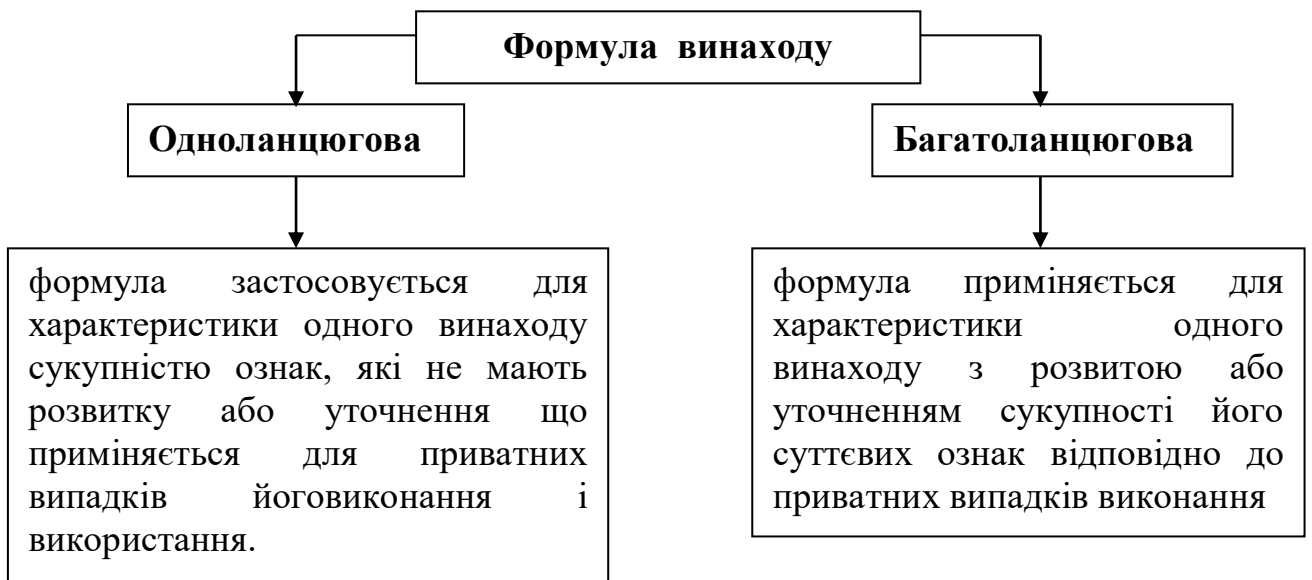 Формула винаходу
Одноланцюгова
Багатоланцюгова
формула застосовується для
характеристики одного винаходу
сукупністю ознак, які не мають
розвитку або уточнення що
приміняється для приватних
випадків йоговиконання і
використання.
формула приміняється для
характеристики одного
винаходу з розвитою або
уточненням сукупності його
суттєвих ознак відповідно до
приватних випадків виконання